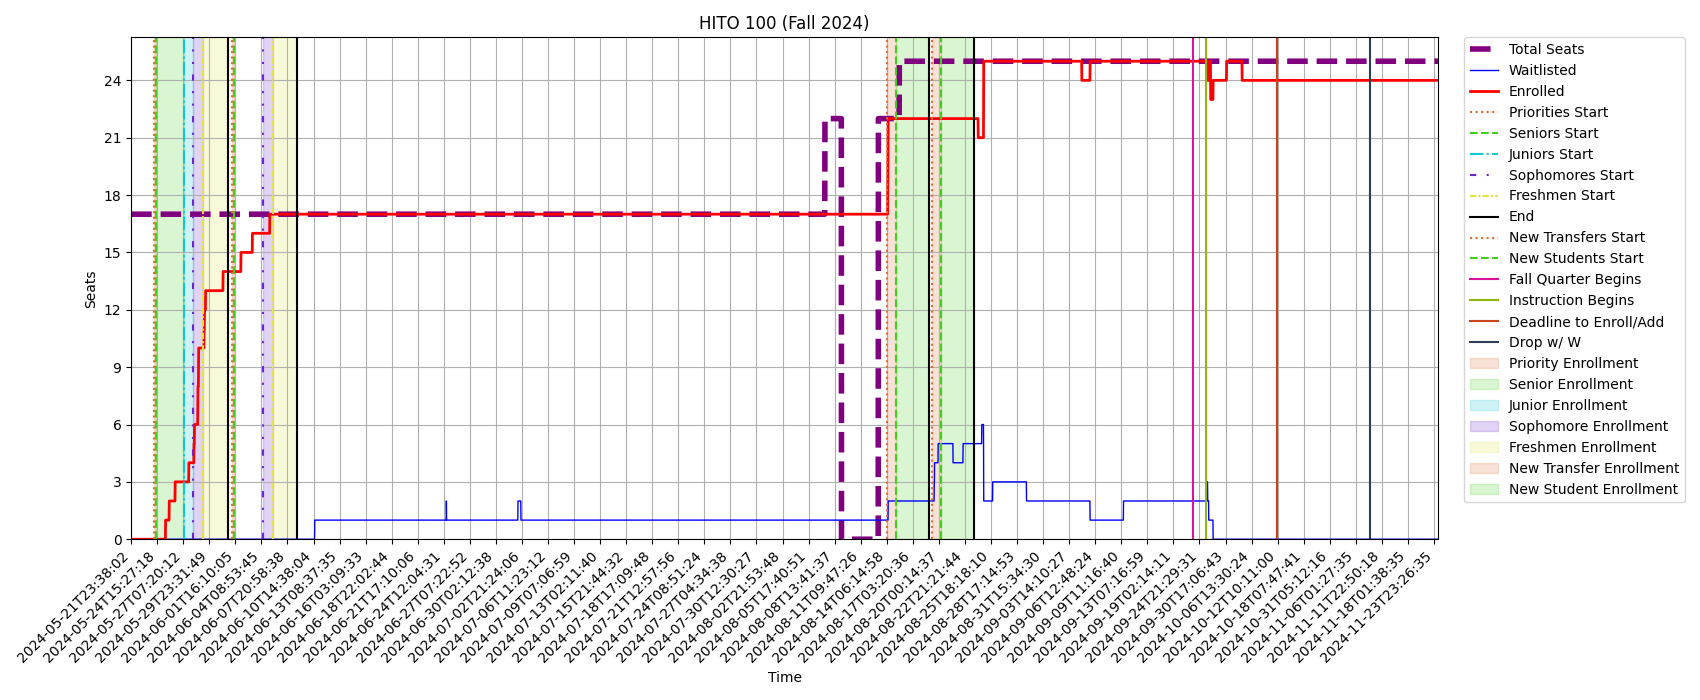 HITO 100 (Fall 2024)
Seats
24
21
18
15
12
9
6
3
0
2024-05-21T23:38:02
2024-05-24T15:27:18
2024-05-27T07:20:12
2024-05-29T23:31:49
2024-06-01T16:10:05
2024-06-04T08:53:45
2024-06-07T20:58:38
2024-06-10T14:38:04
2024-06-13T08:37:35
2024-06-16T03:09:33
2024-06-18T22:02:44
2024-06-21T17:10:06
2024-06-24T12:04:31
2024-06-27T07:22:52
2024-06-30T02:12:38
2024-07-02T21:24:06
2024-07-06T11:23:12
2024-07-09T07:06:59
2024-07-13T02:11:40
2024-07-15T21:44:32
2024-07-18T17:09:48
2024-07-21T12:57:56
2024-07-24T08:51:24
2024-07-27T04:34:38
2024-07-30T12:30:27
2024-08-02T21:53:48
2024-08-05T17:40:51
2024-08-08T13:41:37
2024-08-11T09:47:26
2024-08-14T06:14:58
2024-08-17T03:20:36
2024-08-20T00:14:37
2024-08-22T21:21:44
2024-08-25T18:18:10
2024-08-28T17:14:53
2024-08-31T15:34:30
2024-09-03T14:10:27
2024-09-06T12:48:24
2024-09-09T11:16:40
2024-09-13T07:16:59
2024-09-19T02:14:11
2024-09-24T21:29:31
2024-09-30T17:06:43
2024-10-06T13:30:24
2024-10-12T10:11:00
2024-10-18T07:47:41
2024-10-31T05:12:16
2024-11-06T01:27:35
2024-11-11T22:50:18
2024-11-18T01:38:35
2024-11-23T23:26:35
Time
Total Seats
Waitlisted
Enrolled
Priorities Start
Seniors Start
Juniors Start
Sophomores Start
Freshmen Start
End
New Transfers Start
New Students Start
Fall Quarter Begins
Instruction Begins
Deadline to Enroll/Add
Drop w/ W
Priority Enrollment
Senior Enrollment
Junior Enrollment
Sophomore Enrollment
Freshmen Enrollment
New Transfer Enrollment
New Student Enrollment